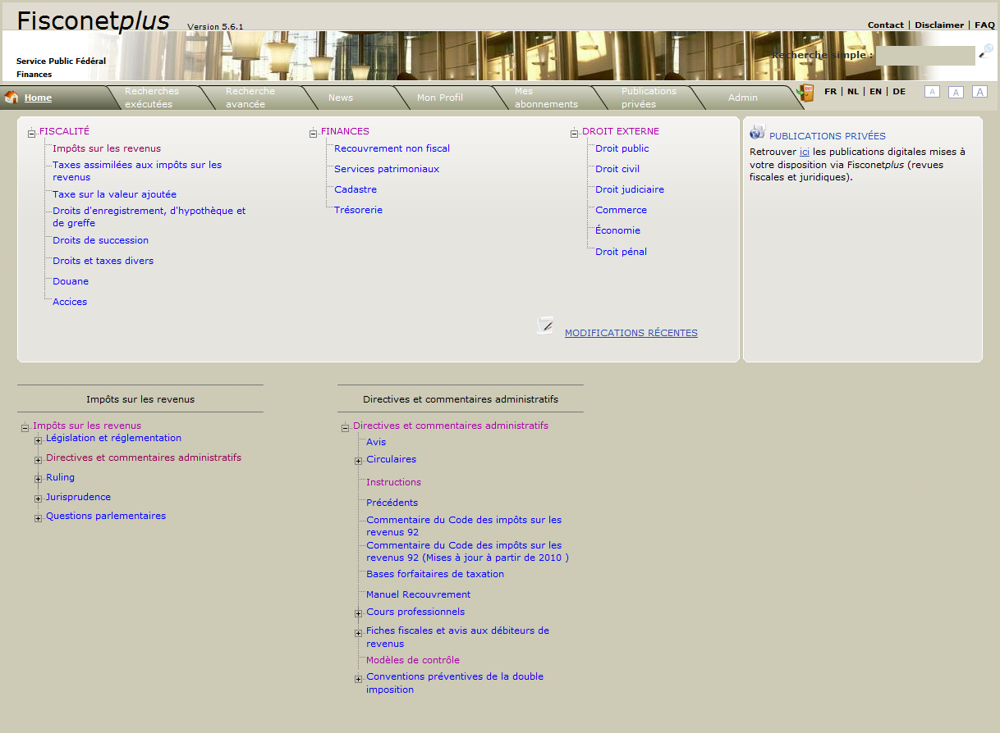 Fisconetplus Version 5.6.1
Contact | Disclaimer | FAQ
Service Public Fédéral
Finances
Recherche simple :
Home
Recherches
exécutées
Recherche
avancée
News
Mon Profil
Mes
abonnements
Publications
privées
Admin
FR | NL | EN | DE
A A A
FISCALITÉ
Impôts sur les revenus
Taxes assimilées aux impôts sur les
revenus
Taxe sur la valeur ajoutée
Droits d'enregistrement, d'hypothèque et
de greffe
Droits de succession
Droits et taxes divers
Douane
Accices
FINANCES
Recouvrement non fiscal
Services patrimoniaux
Cadastre
Trésorerie
DROIT EXTERNE
Droit public
Droit civil
Droit judiciaire
Commerce
Économie
Droit pénal
MODIFICATIONS RÉCENTES
PUBLICATIONS PRIVÉES
Retrouver ici les publications digitales mises à
votre disposition via Fisconetplus (revues
fiscales et juridiques).
Impôts sur les revenus
Impôts sur les revenus
Législation et réglementation
Directives et commentaires administratifs
Ruling
Jurisprudence
Questions parlementaires
Directives et commentaires administratifs
Directives et commentaires administratifs
Avis
Circulaires
Instructions
Précédents
Commentaire du Code des impôts sur les
revenus 92
Commentaire du Code des impôts sur les
revenus 92 (Mises à jour à partir de 2010 )
Bases forfaitaires de taxation
Manuel Recouvrement
Cours professionnels
Fiches fiscales et avis aux débiteurs de
revenus
Modèles de contrôle
Conventions préventives de la double
imposition